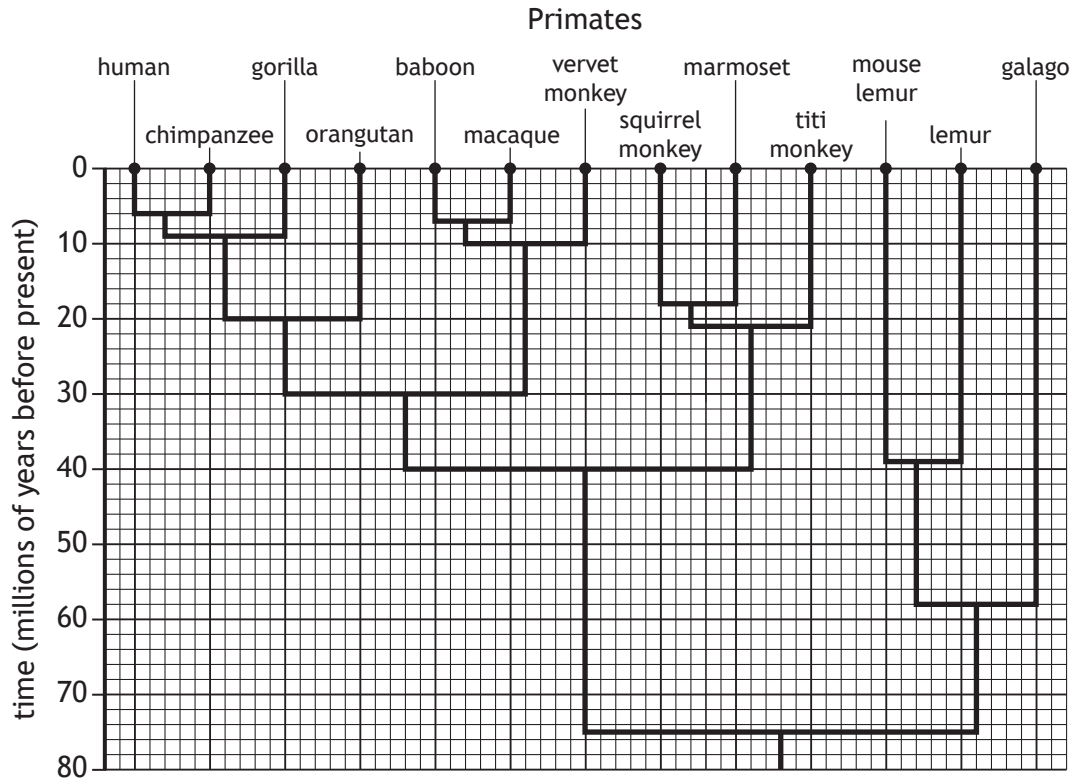 Primates
human
gorilla
baboon
vervet
monkey
marmoset
mouse
lemur
galago
chimpanzee
orangutan
macaque
squirrel
monkey
titi
monkey
lemur
0
10
20
30
40
50
60
70
80
time (millions of years before present)